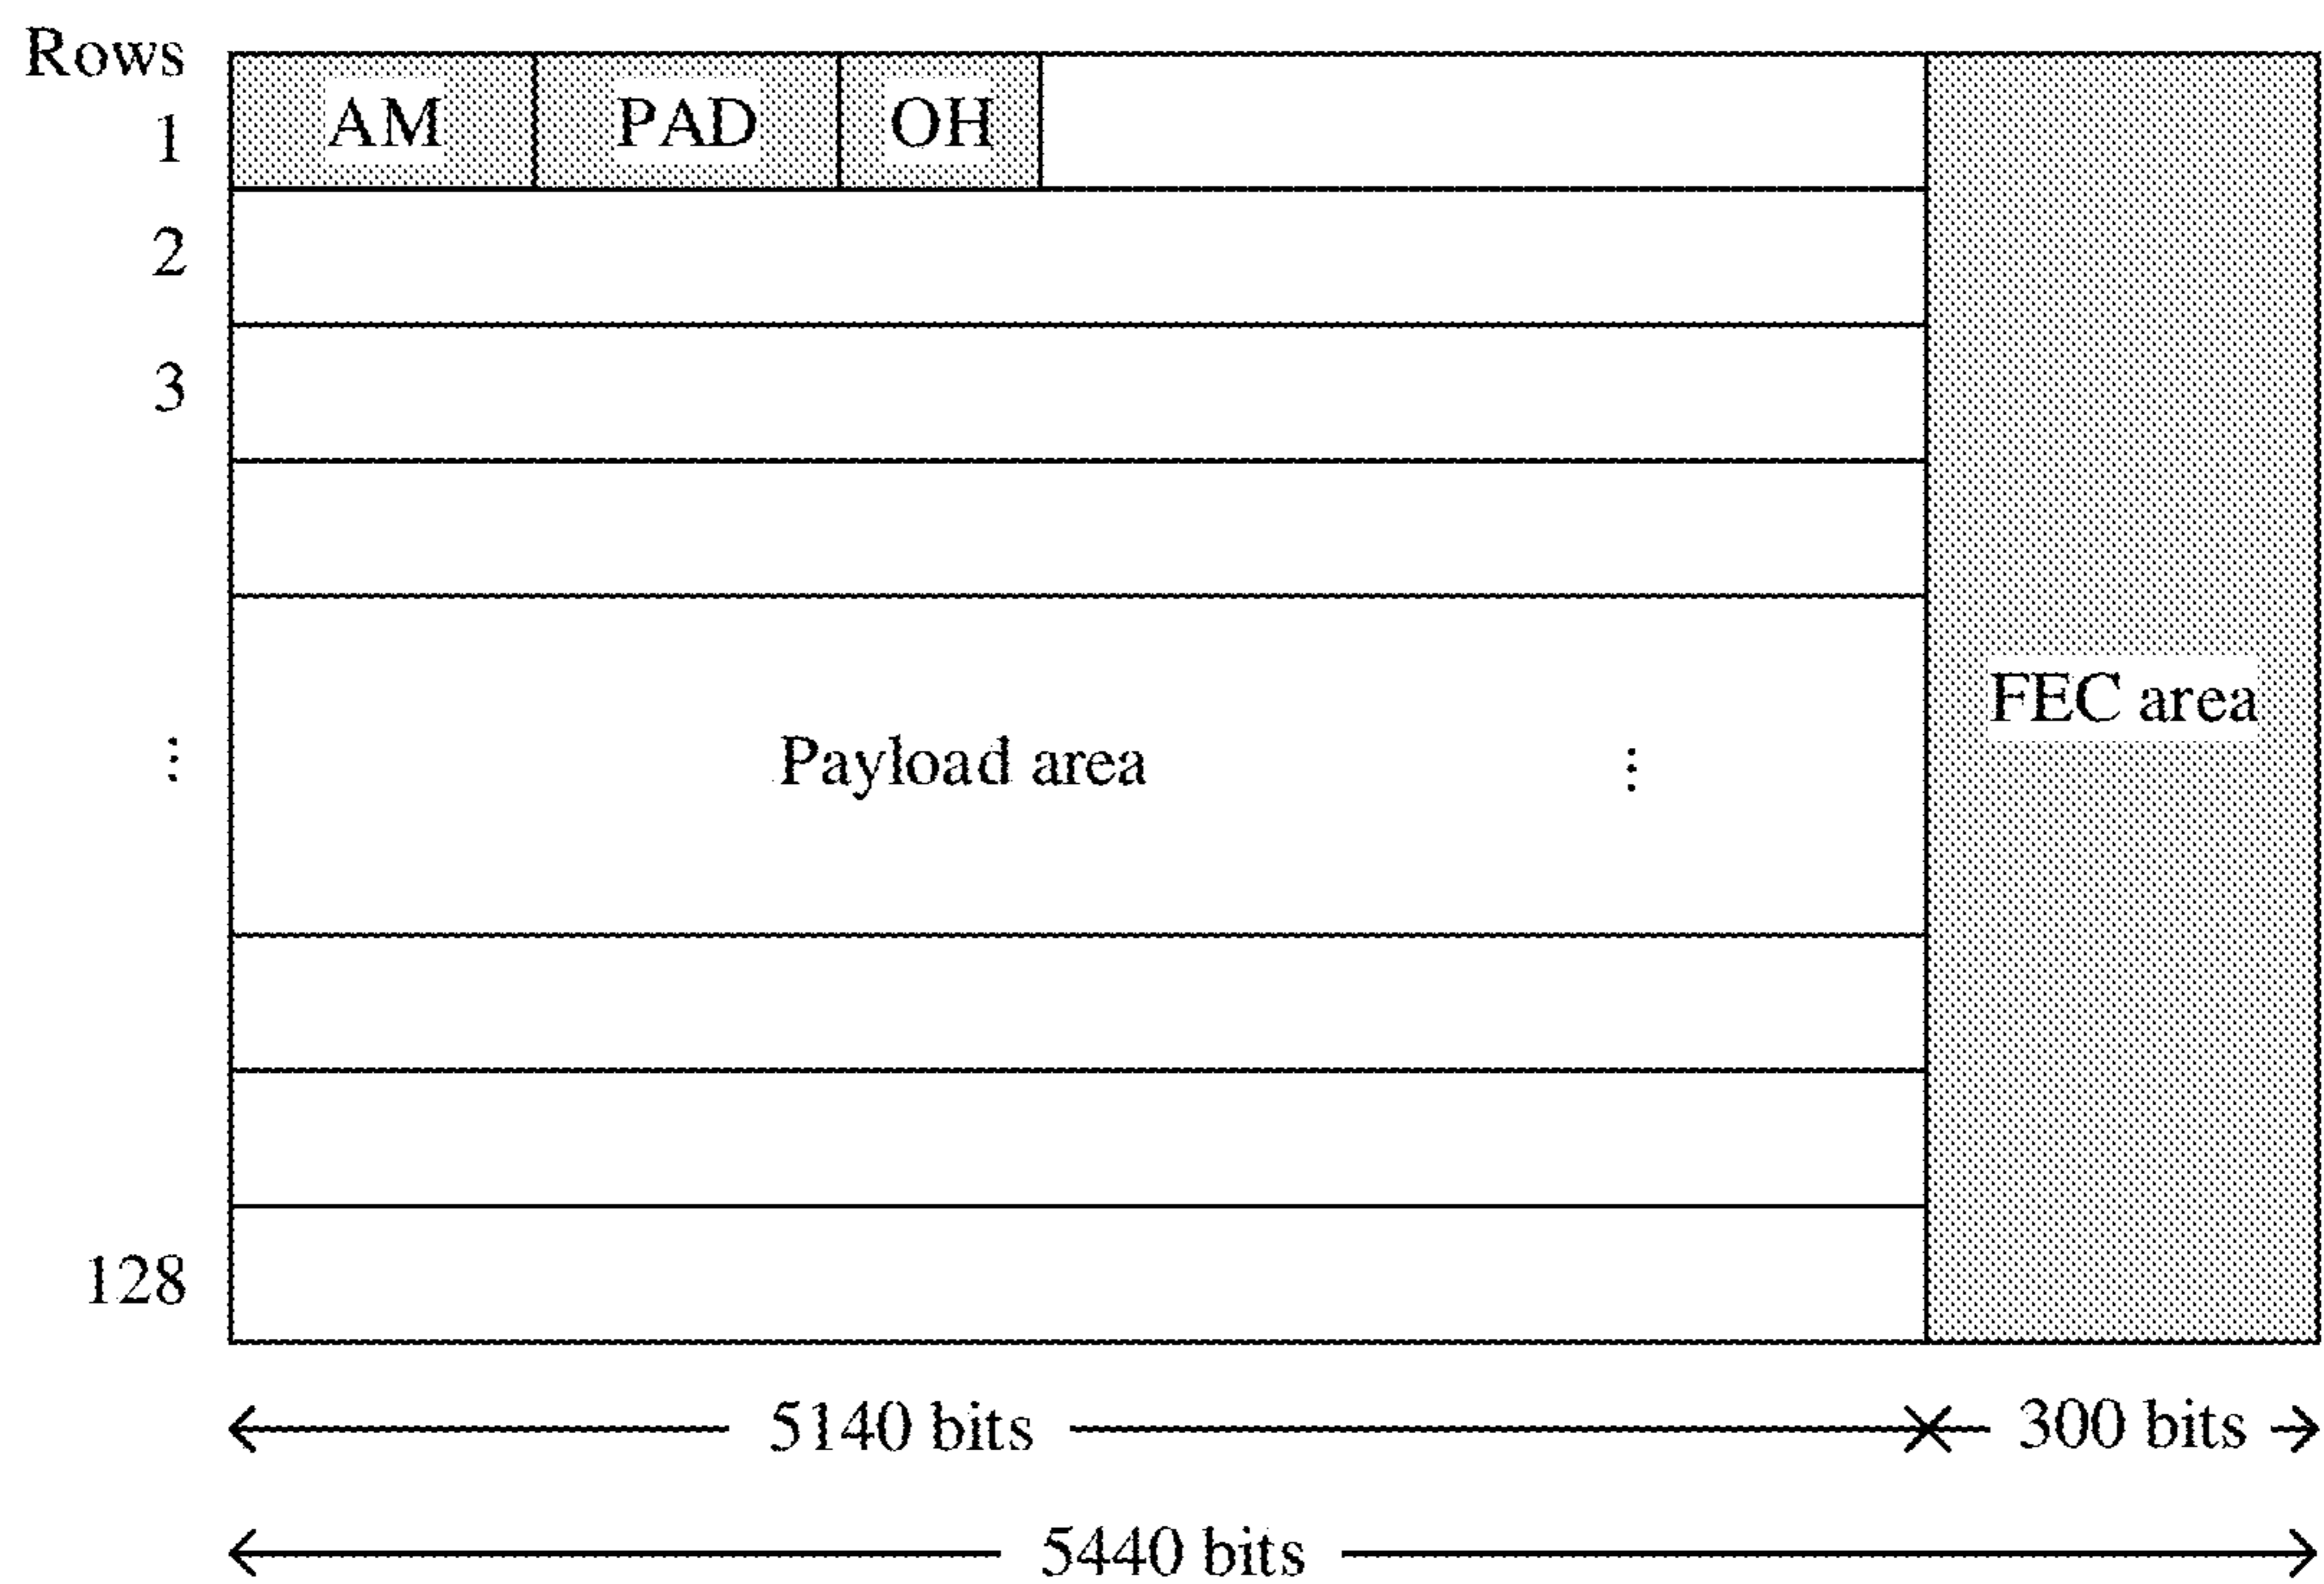 Rows
1 AM PAD OH
2
3
FEC area
⋮ Payload area ⋮
128
5140 bits 300 bits
5440 bits